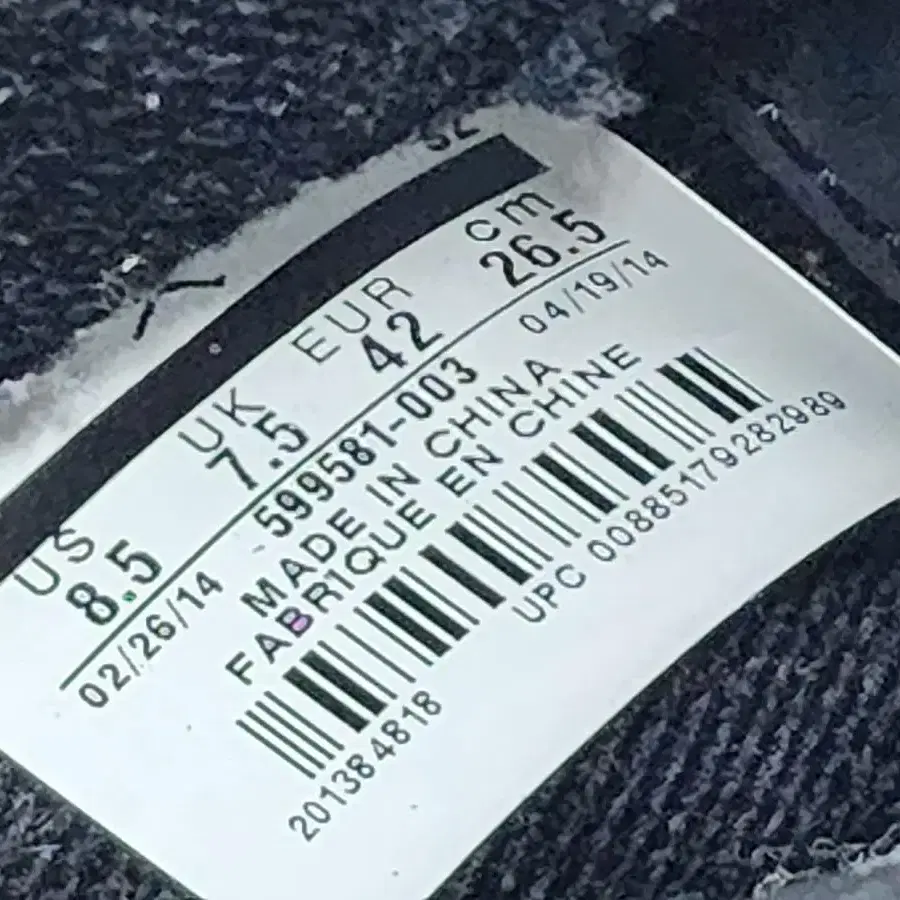 US UK EUR cm
8.5 7.5 42 26.5
02/26/14 599581-003 04/19/14
MADE IN CHINA
FABRIQUE EN CHINE
UPC 00885179282989
201384818